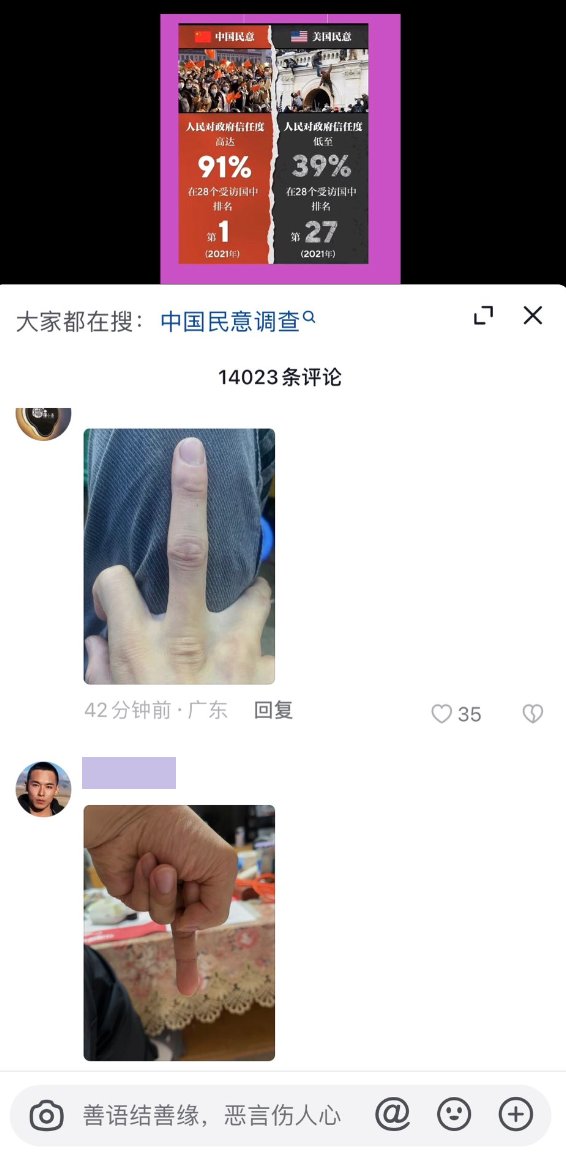 中国民意
美国民意
人民对政府信任度
高达
91%
在28个受访国中
排名
第1
(2021年)
人民对政府信任度
低至
39%
在28个受访国中
排名
第27
(2021年)
大家都在搜： 中国民意调查
14023条评论
42分钟前·广东 回复
35
善语结善缘，恶言伤人心